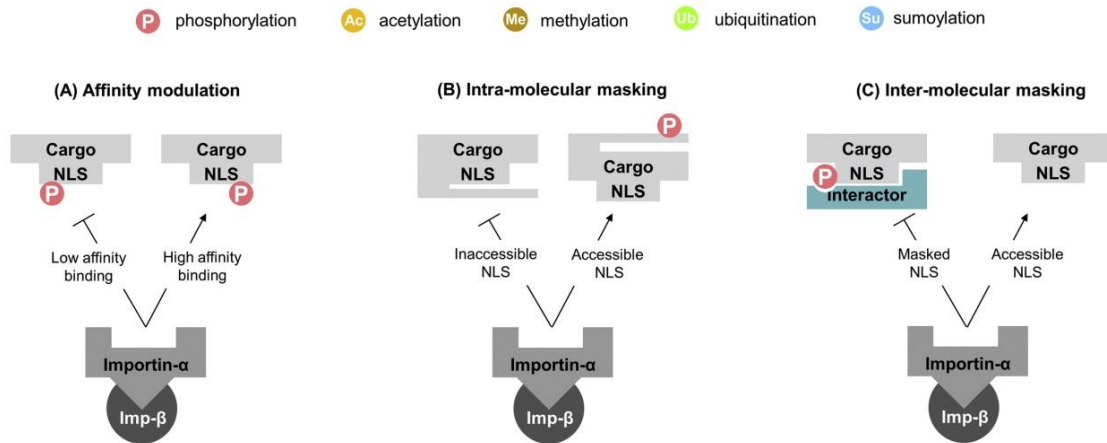 P phosphorylation Ac acetylation Me methylation Ub ubiquitination Su sumoylation
(A) Affinity modulation
Cargo Cargo
NLS NLS
P P
Low affinity
binding
High affinity
binding
Importin-α
Imp-β
(B) Intra-molecular masking
P
Cargo Cargo
NLS NLS
Inaccessible
NLS
Accessible
NLS
Importin-α
Imp-β
(C) Inter-molecular masking
Cargo Cargo
NLS NLS
P
Interactor
Masked
NLS
Accessible
NLS
Importin-α
Imp-β